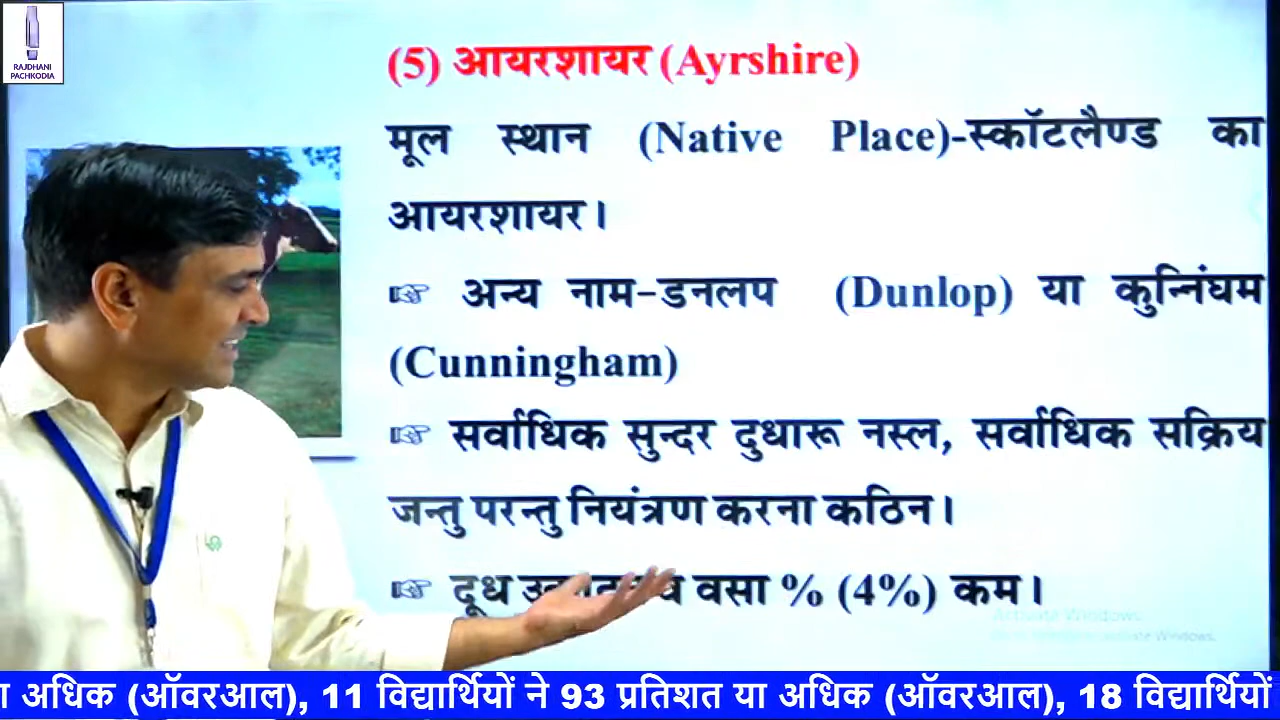 RAJDHANI
PACHKODIA
(5) आयरशायर (Ayrshire)
मूल स्थान (Native Place)-स्कॉटलैण्ड का
आयरशायर।
☞ अन्य नाम-डनलप (Dunlop) या कुन्निंघम
(Cunningham)
☞ सर्वाधिक सुन्दर दुधारू नस्ल, सर्वाधिक सक्रिय
जन्तु परन्तु नियंत्रण करना कठिन।
☞ दूध वसा % (4%) कम।
Activate Windows
अधिक (ऑवरआल), 11 विद्यार्थियों ने 93 प्रतिशत या अधिक (ऑवरआल), 18 विद्यार्थियों